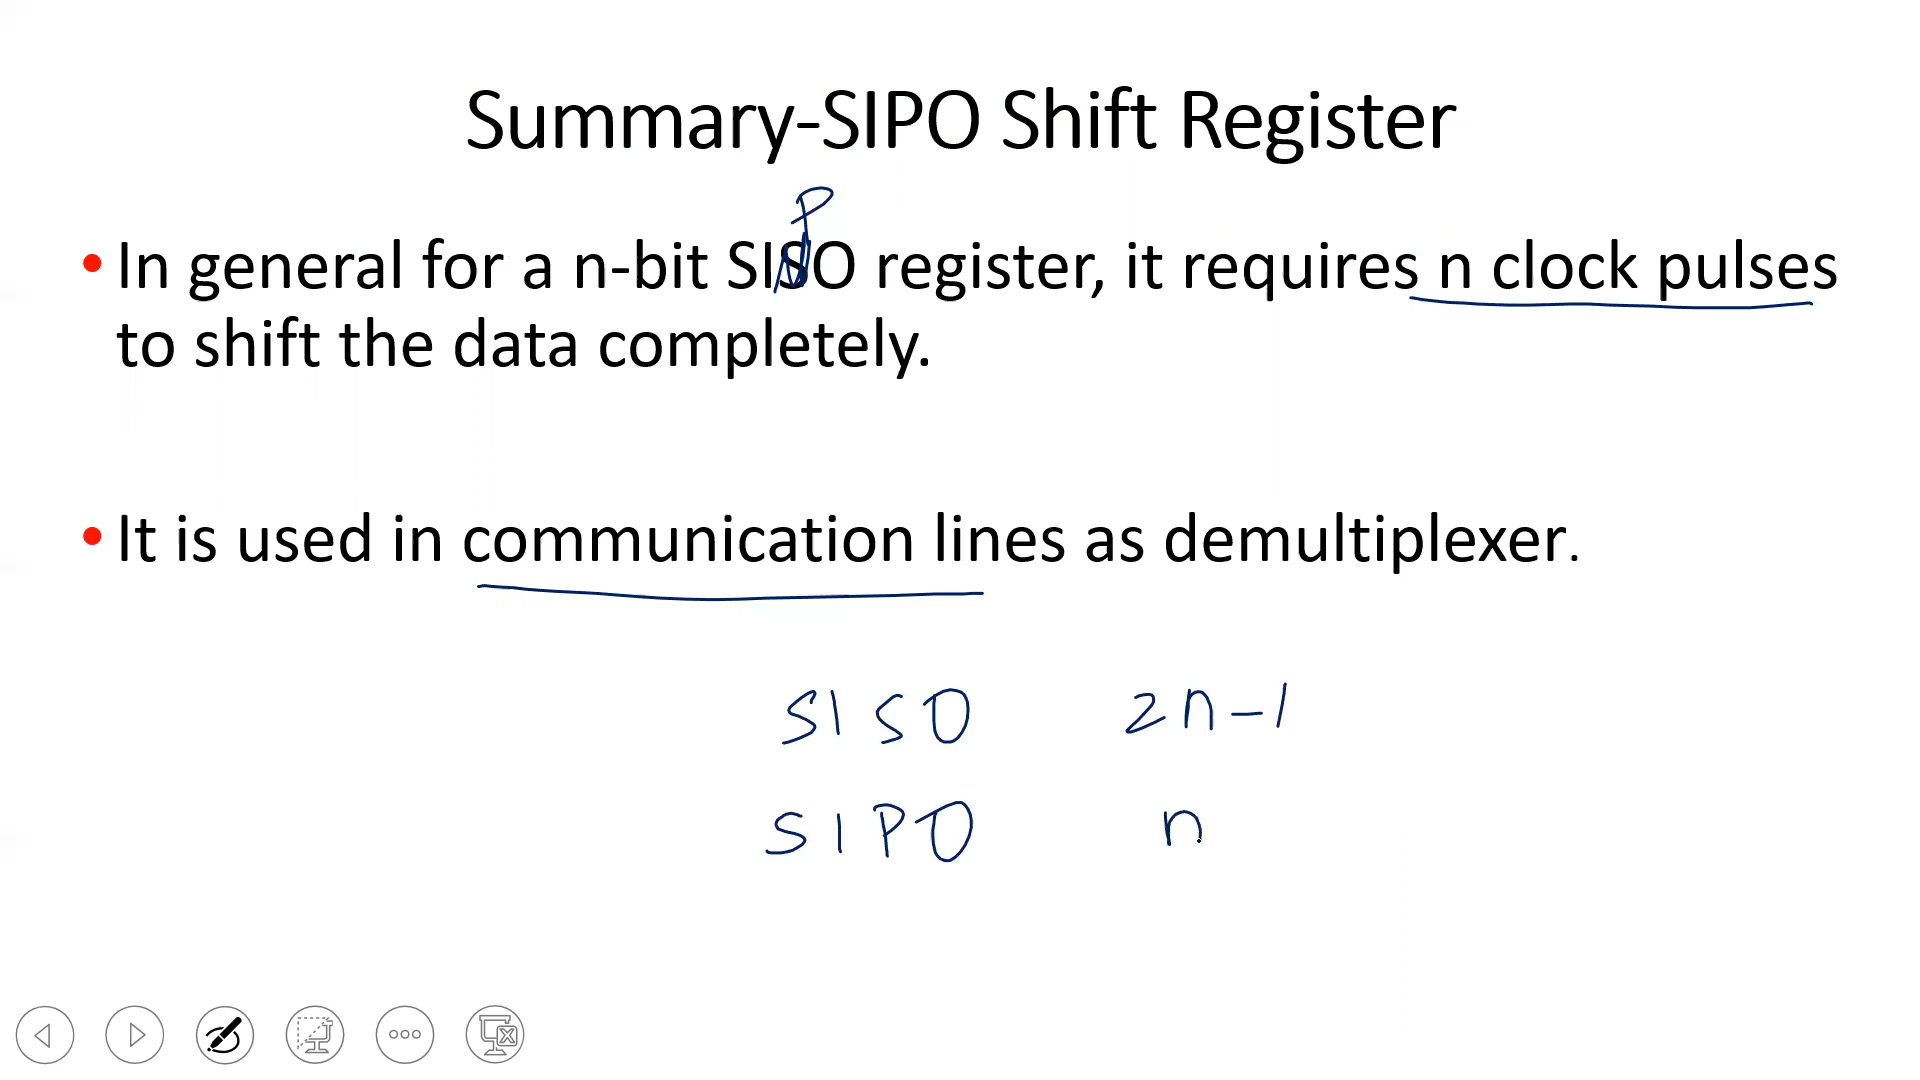 Summary-SIPO Shift Register
P
• In general for a n-bit SISO register, it requires n clock pulses
to shift the data completely.
• It is used in communication lines as demultiplexer.
SISO 2n-1
SIPO n